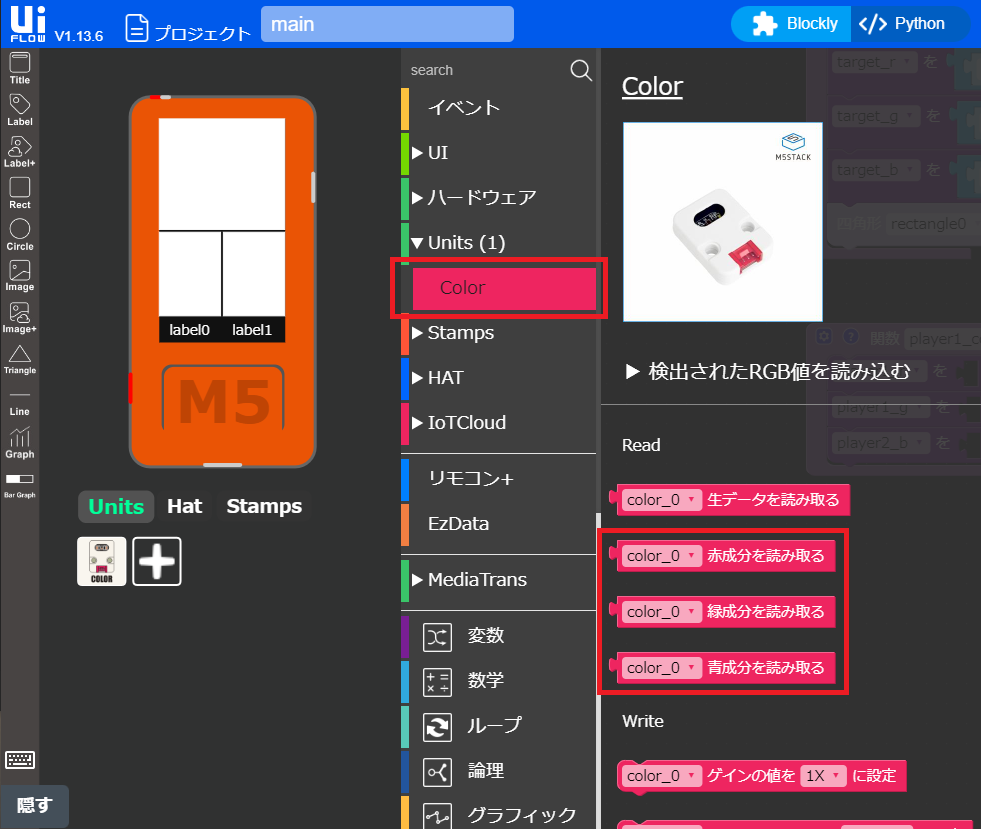 Ui
FLOW
V1.13.6
プロジェクト
main
Blockly
Python
Title
Label
Label+
Rect
Circle
Image
Image+
Triangle
Line
Graph
Bar Graph
隠す
label0
label1
M5
Units
Hat
Stamps
COLOR
search
イベント
UI
ハードウェア
Units (1)
Color
Stamps
HAT
IoTCloud
リモコン+
EzData
MediaTrans
変数
数学
ループ
論理
グラフィック
Color
M5STACK
検出されたRGB値を読み込む
Read
color_0 生データを読み取る
color_0 赤成分を読み取る
color_0 緑成分を読み取る
color_0 青成分を読み取る
Write
color_0 ゲインの値を 1X に設定
target_r を
target_g を
target_b を
rectangle0
関数 player1_c
を
player1_g を
player2_b を